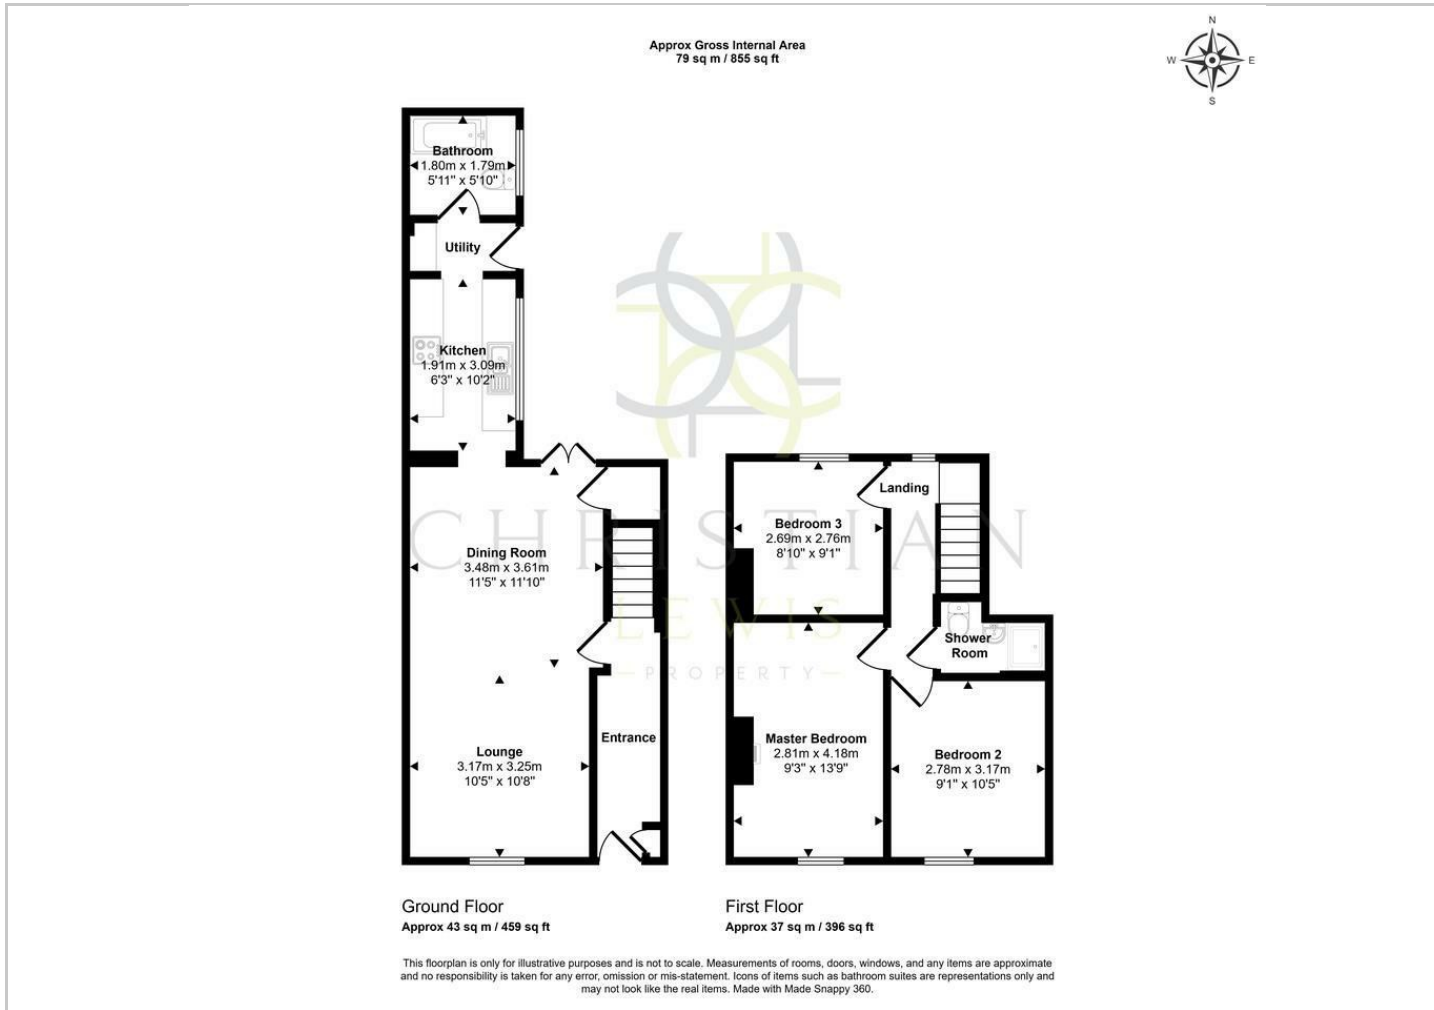 Approx Gross Internal Area
79 sq m / 855 sq ft
N
W
E
S
Bathroom
1.80m x 1.79m
5'11" x 5'10"
Utility
Kitchen
1.91m x 3.09m
6'3" x 10'2"
Dining Room
3.48m x 3.61m
11'5" x 11'10"
Lounge
3.17m x 3.25m
10'5" x 10'8"
Entrance
Landing
Bedroom 3
2.69m x 2.76m
8'10" x 9'1"
Shower
Room
Master Bedroom
2.81m x 4.18m
9'3" x 13'9"
Bedroom 2
2.78m x 3.17m
9'1" x 10'5"
CHRISTIAN
LEWIS
PROPERTY
Ground Floor
Approx 43 sq m / 459 sq ft
First Floor
Approx 37 sq m / 396 sq ft
This floorplan is only for illustrative purposes and is not to scale. Measurements of rooms, doors, windows, and any items are approximate
and no responsibility is taken for any error, omission or mis-statement. Icons of items such as bathroom suites are representations only and
may not look like the real items. Made with Made Snappy 360.